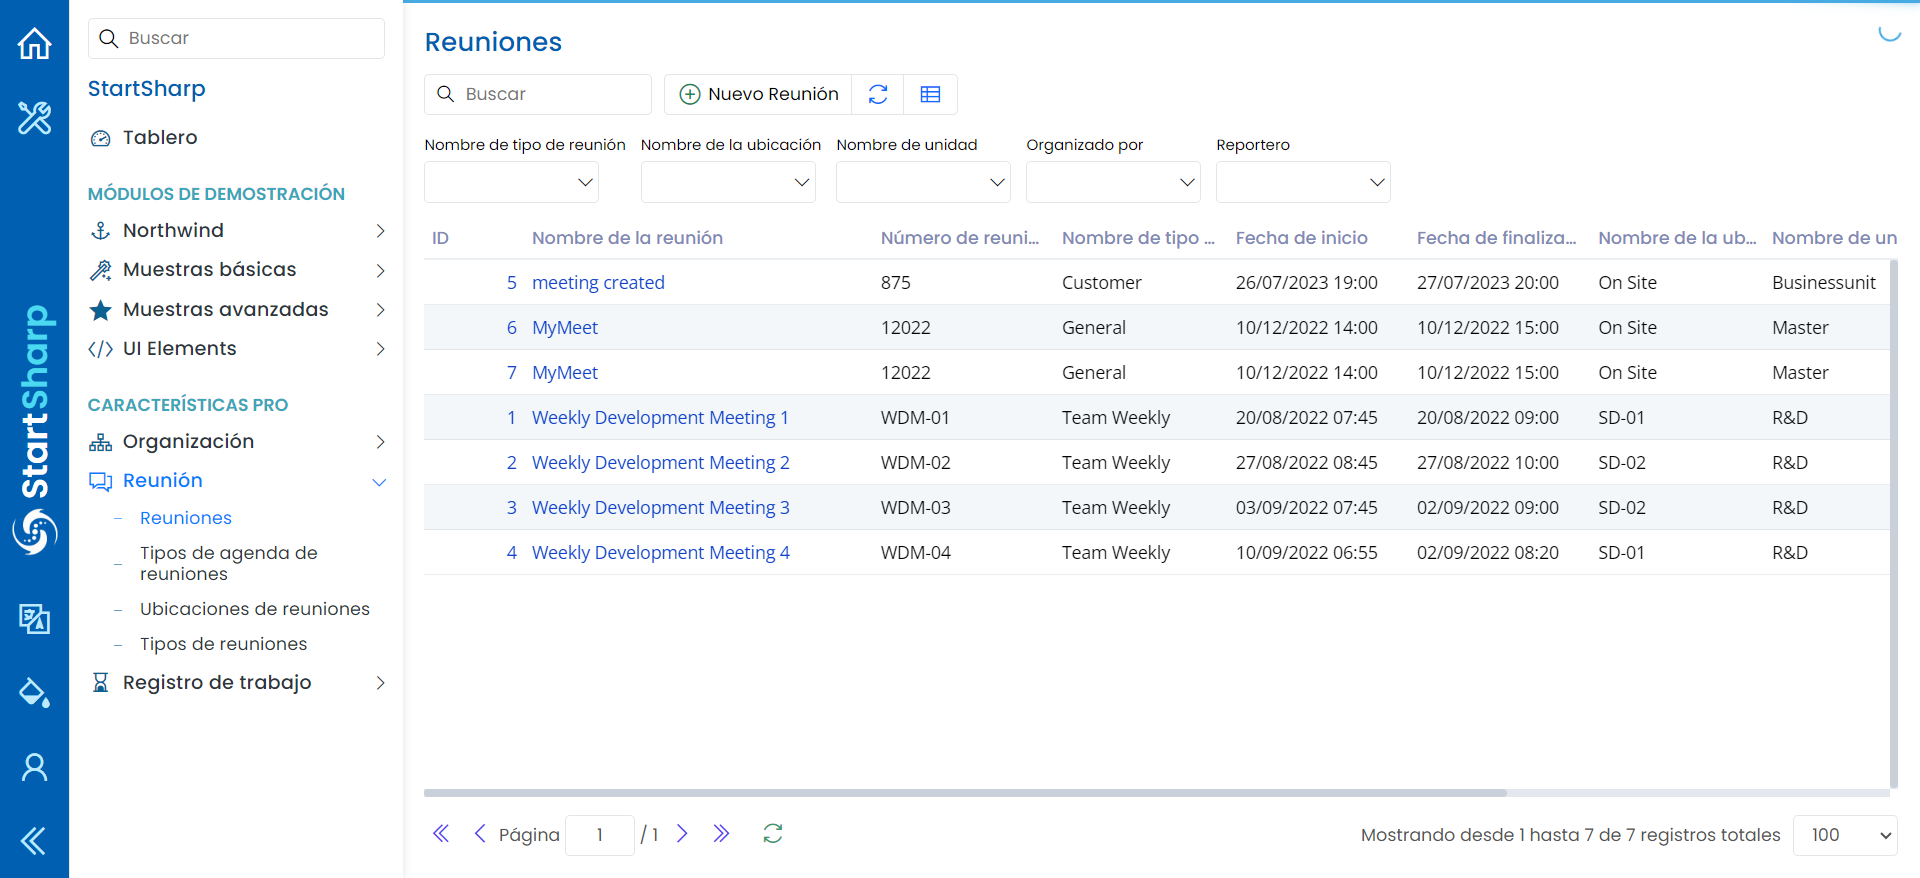 StartSharp
Buscar
StartSharp
Tablero
MÓDULOS DE DEMOSTRACIÓN
Northwind
Muestras básicas
Muestras avanzadas
UI Elements
CARACTERÍSTICAS PRO
Organización
Reunión
Reuniones
Tipos de agenda de
reuniones
Ubicaciones de reuniones
Tipos de reuniones
Registro de trabajo
Reuniones
Buscar Nuevo Reunión
Nombre de tipo de reunión Nombre de la ubicación Nombre de unidad Organizado por Reportero
ID Nombre de la reunión Número de reuni... Nombre de tipo ... Fecha de inicio Fecha de finaliza... Nombre de la ub... Nombre de un
5 meeting created 875 Customer 26/07/2023 19:00 27/07/2023 20:00 On Site Businessunit
6 MyMeet 12022 General 10/12/2022 14:00 10/12/2022 15:00 On Site Master
7 MyMeet 12022 General 10/12/2022 14:00 10/12/2022 15:00 On Site Master
1 Weekly Development Meeting 1 WDM-01 Team Weekly 20/08/2022 07:45 20/08/2022 09:00 SD-01 R&D
2 Weekly Development Meeting 2 WDM-02 Team Weekly 27/08/2022 08:45 27/08/2022 10:00 SD-02 R&D
3 Weekly Development Meeting 3 WDM-03 Team Weekly 03/09/2022 07:45 02/09/2022 09:00 SD-02 R&D
4 Weekly Development Meeting 4 WDM-04 Team Weekly 10/09/2022 06:55 02/09/2022 08:20 SD-01 R&D
Página 1 / 1 Mostrando desde 1 hasta 7 de 7 registros totales 100